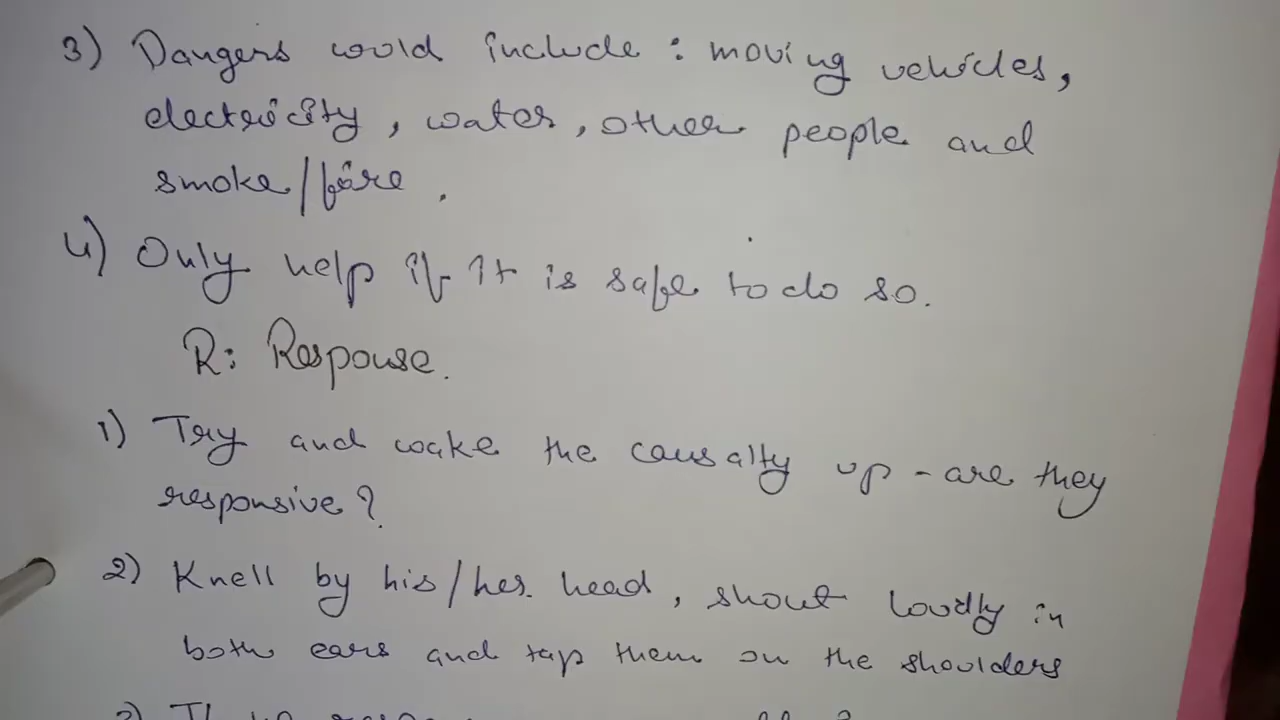 3) Dangers would include : moving vehicles,
electricity, water, other people and
smoke/fire.
4) Only help if it is safe to do so.
R: Response.
1) Try and wake the causalty up - are they
responsive?
2) Knell by his/her head, shout loudly in
both ears and tap them on the shoulders
3)